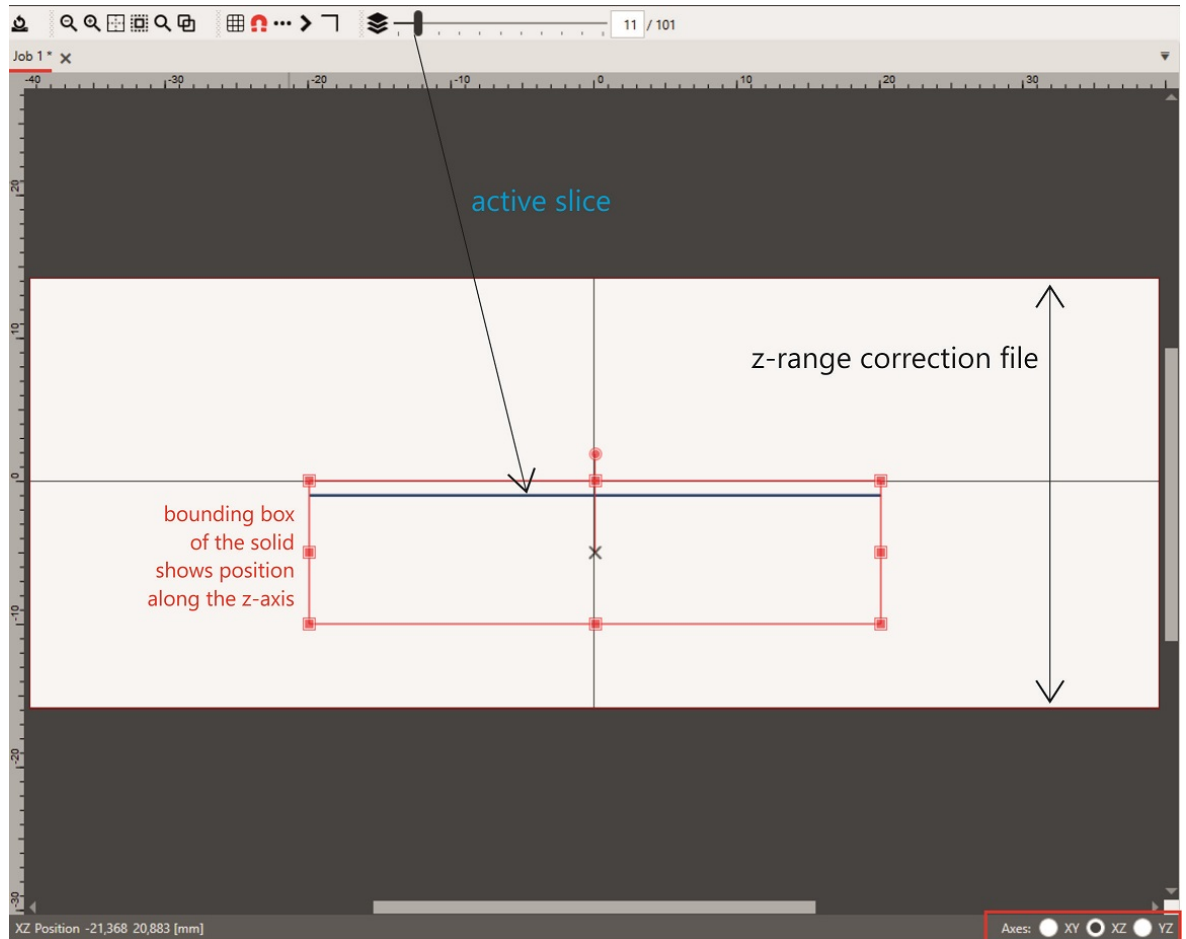 11 / 101
Job 1 *
-40 -30 -20 -10 0 10 20 30
20
active slice
10
z-range correction file
0
bounding box
of the solid
shows position
along the z-axis
-10
-20
-30
XZ Position -21,368 20,883 [mm] Axes: XY XZ YZ